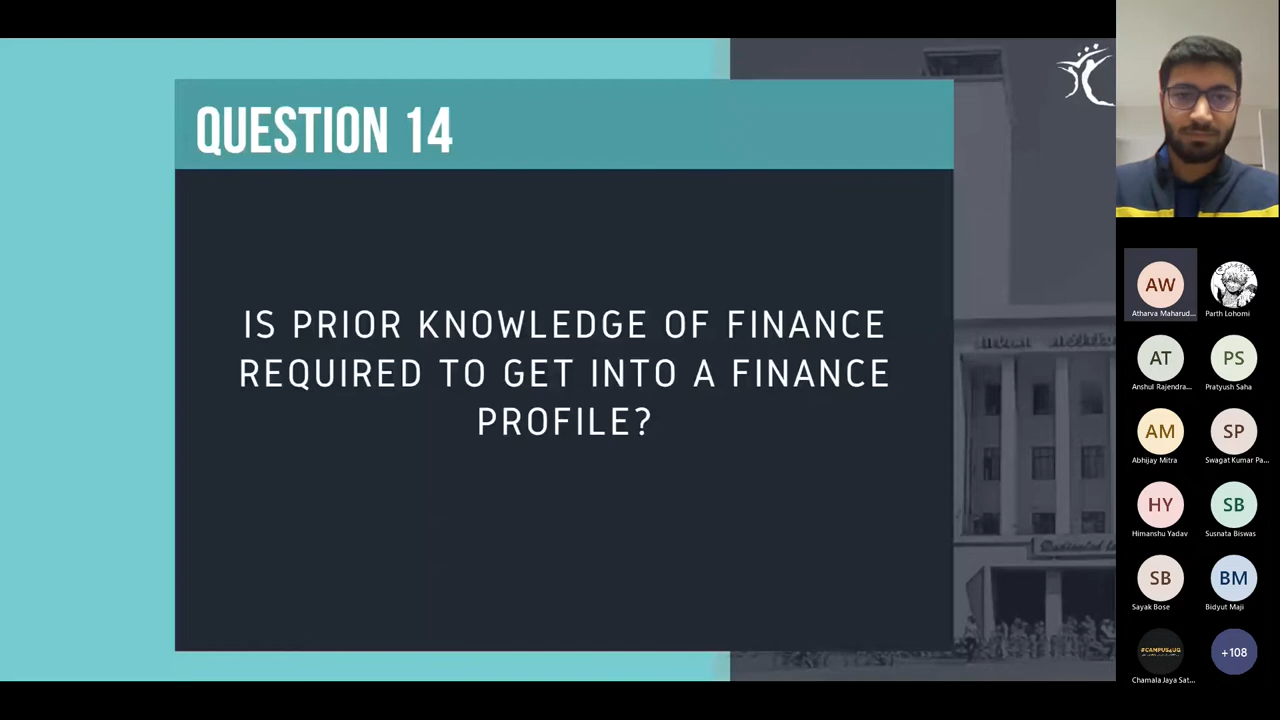 QUESTION 14
IS PRIOR KNOWLEDGE OF FINANCE
REQUIRED TO GET INTO A FINANCE
PROFILE?
AW
Atharva Maharud...
Parth Lohomi
AT
Anshul Rajendra...
PS
Pratyush Saha
AM
Abhijay Mitra
SP
Swagat Kumar Pa...
HY
Himanshu Yadav
SB
Susnata Biswas
SB
Sayak Bose
BM
Bidyut Maji
#CAMPUS4UG
Chamala Jaya Sat...
+108